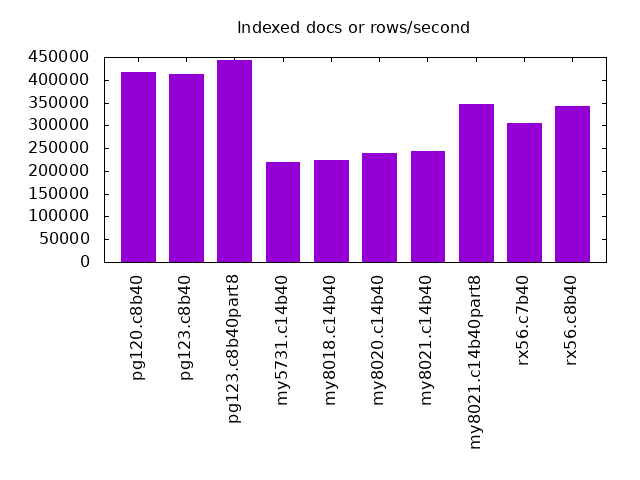 Indexed docs or rows/second
450000
400000
350000
300000
250000
200000
150000
100000
50000
0
pg120.c8b40
pg123.c8b40
pg123.c8b40part8
my5731.c14b40
my8018.c14b40
my8020.c14b40
my8021.c14b40
my8021.c14b40part8
rx56.c7b40
rx56.c8b40